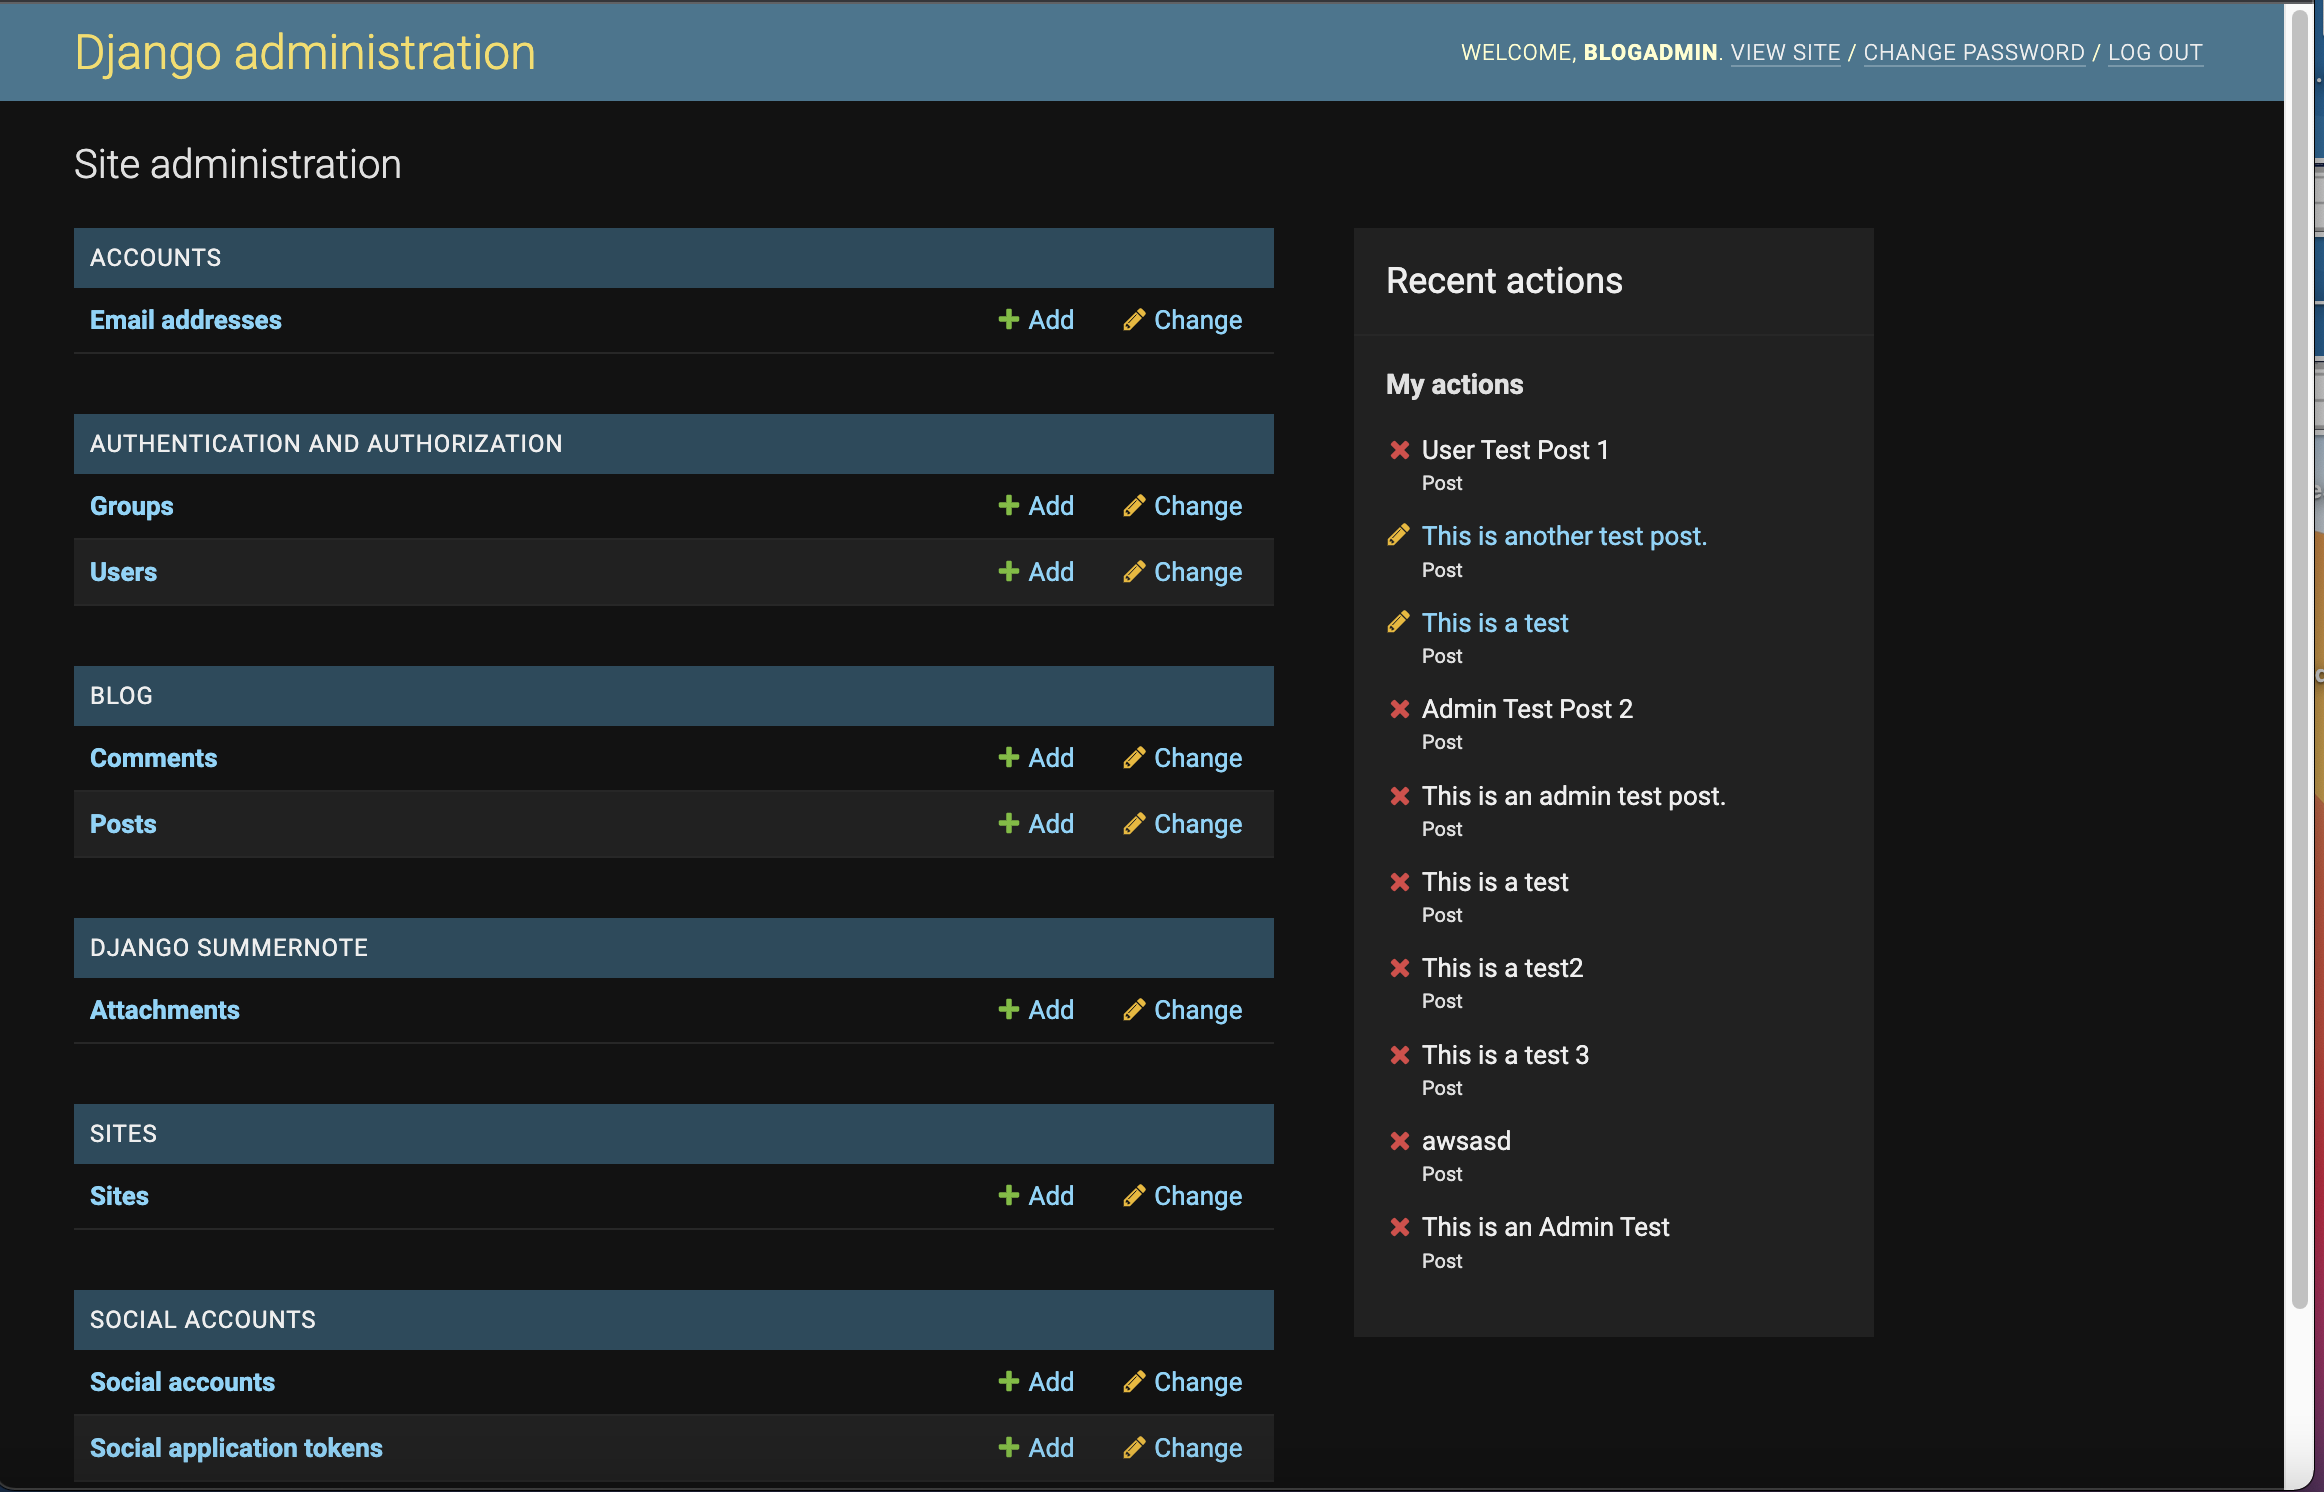 Django administration
WELCOME, BLOGADMIN. VIEW SITE / CHANGE PASSWORD / LOG OUT
Site administration
ACCOUNTS
Email addresses Add Change
AUTHENTICATION AND AUTHORIZATION
Groups Add Change
Users Add Change
BLOG
Comments Add Change
Posts Add Change
DJANGO SUMMERNOTE
Attachments Add Change
SITES
Sites Add Change
SOCIAL ACCOUNTS
Social accounts Add Change
Social application tokens Add Change
Recent actions
My actions
User Test Post 1
Post
This is another test post.
Post
This is a test
Post
Admin Test Post 2
Post
This is an admin test post.
Post
This is a test
Post
This is a test2
Post
This is a test 3
Post
awsasd
Post
This is an Admin Test
Post